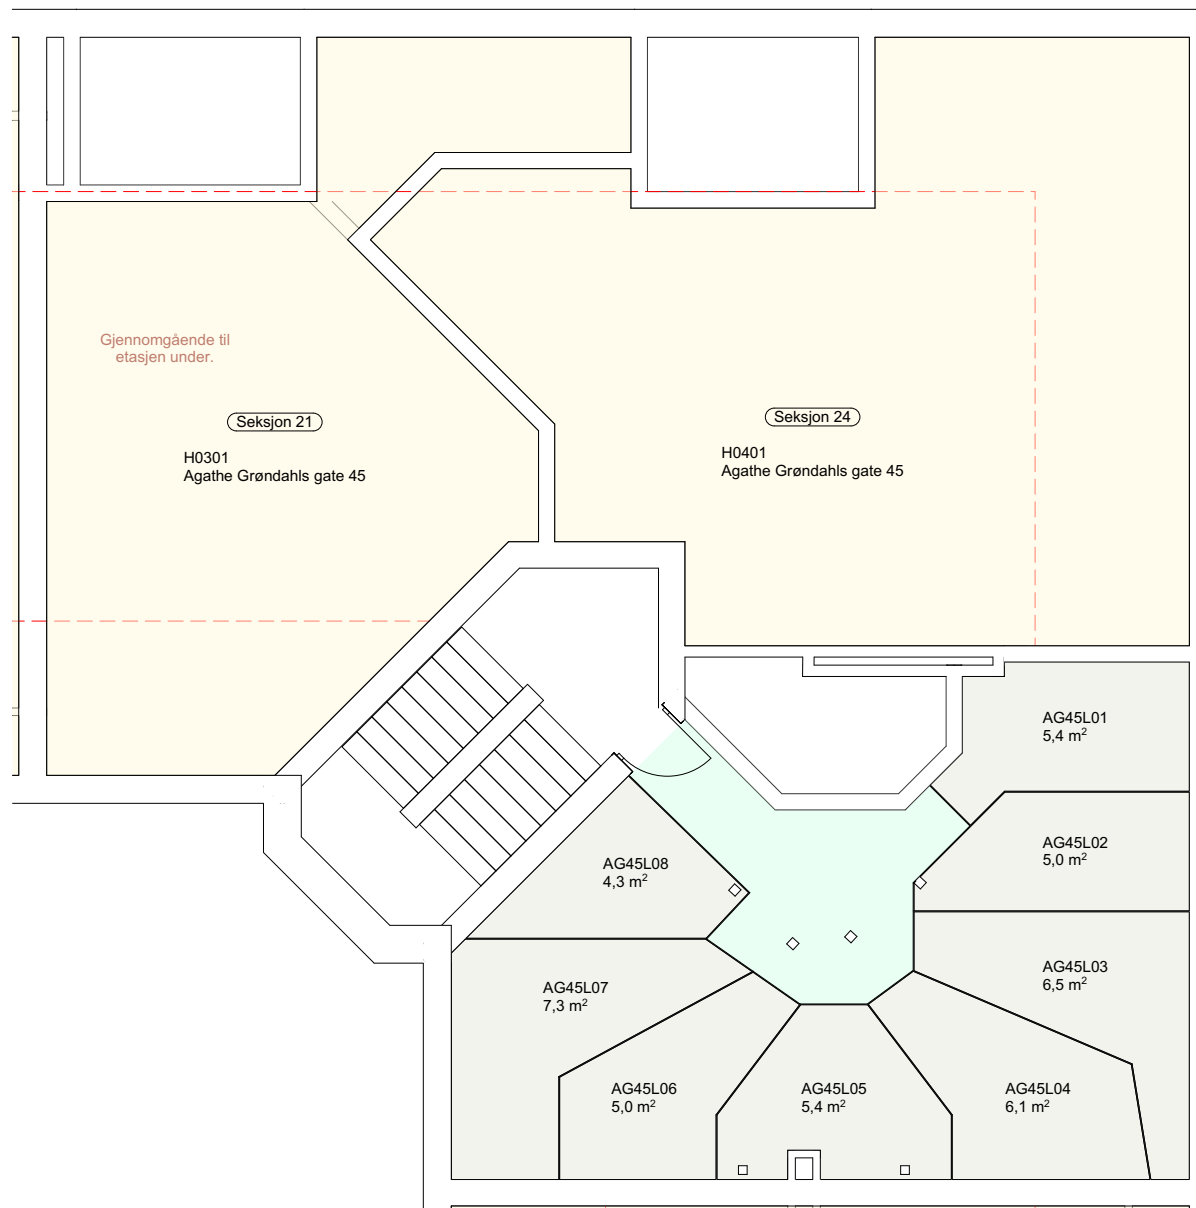 Gjennomgående til
etasjen under.
Seksjon 21
H0301
Agathe Grøndahls gate 45
Seksjon 24
H0401
Agathe Grøndahls gate 45
AG45L01
5,4 m²
AG45L02
5,0 m²
AG45L08
4,3 m²
AG45L03
6,5 m²
AG45L07
7,3 m²
AG45L06
5,0 m²
AG45L05
5,4 m²
AG45L04
6,1 m²